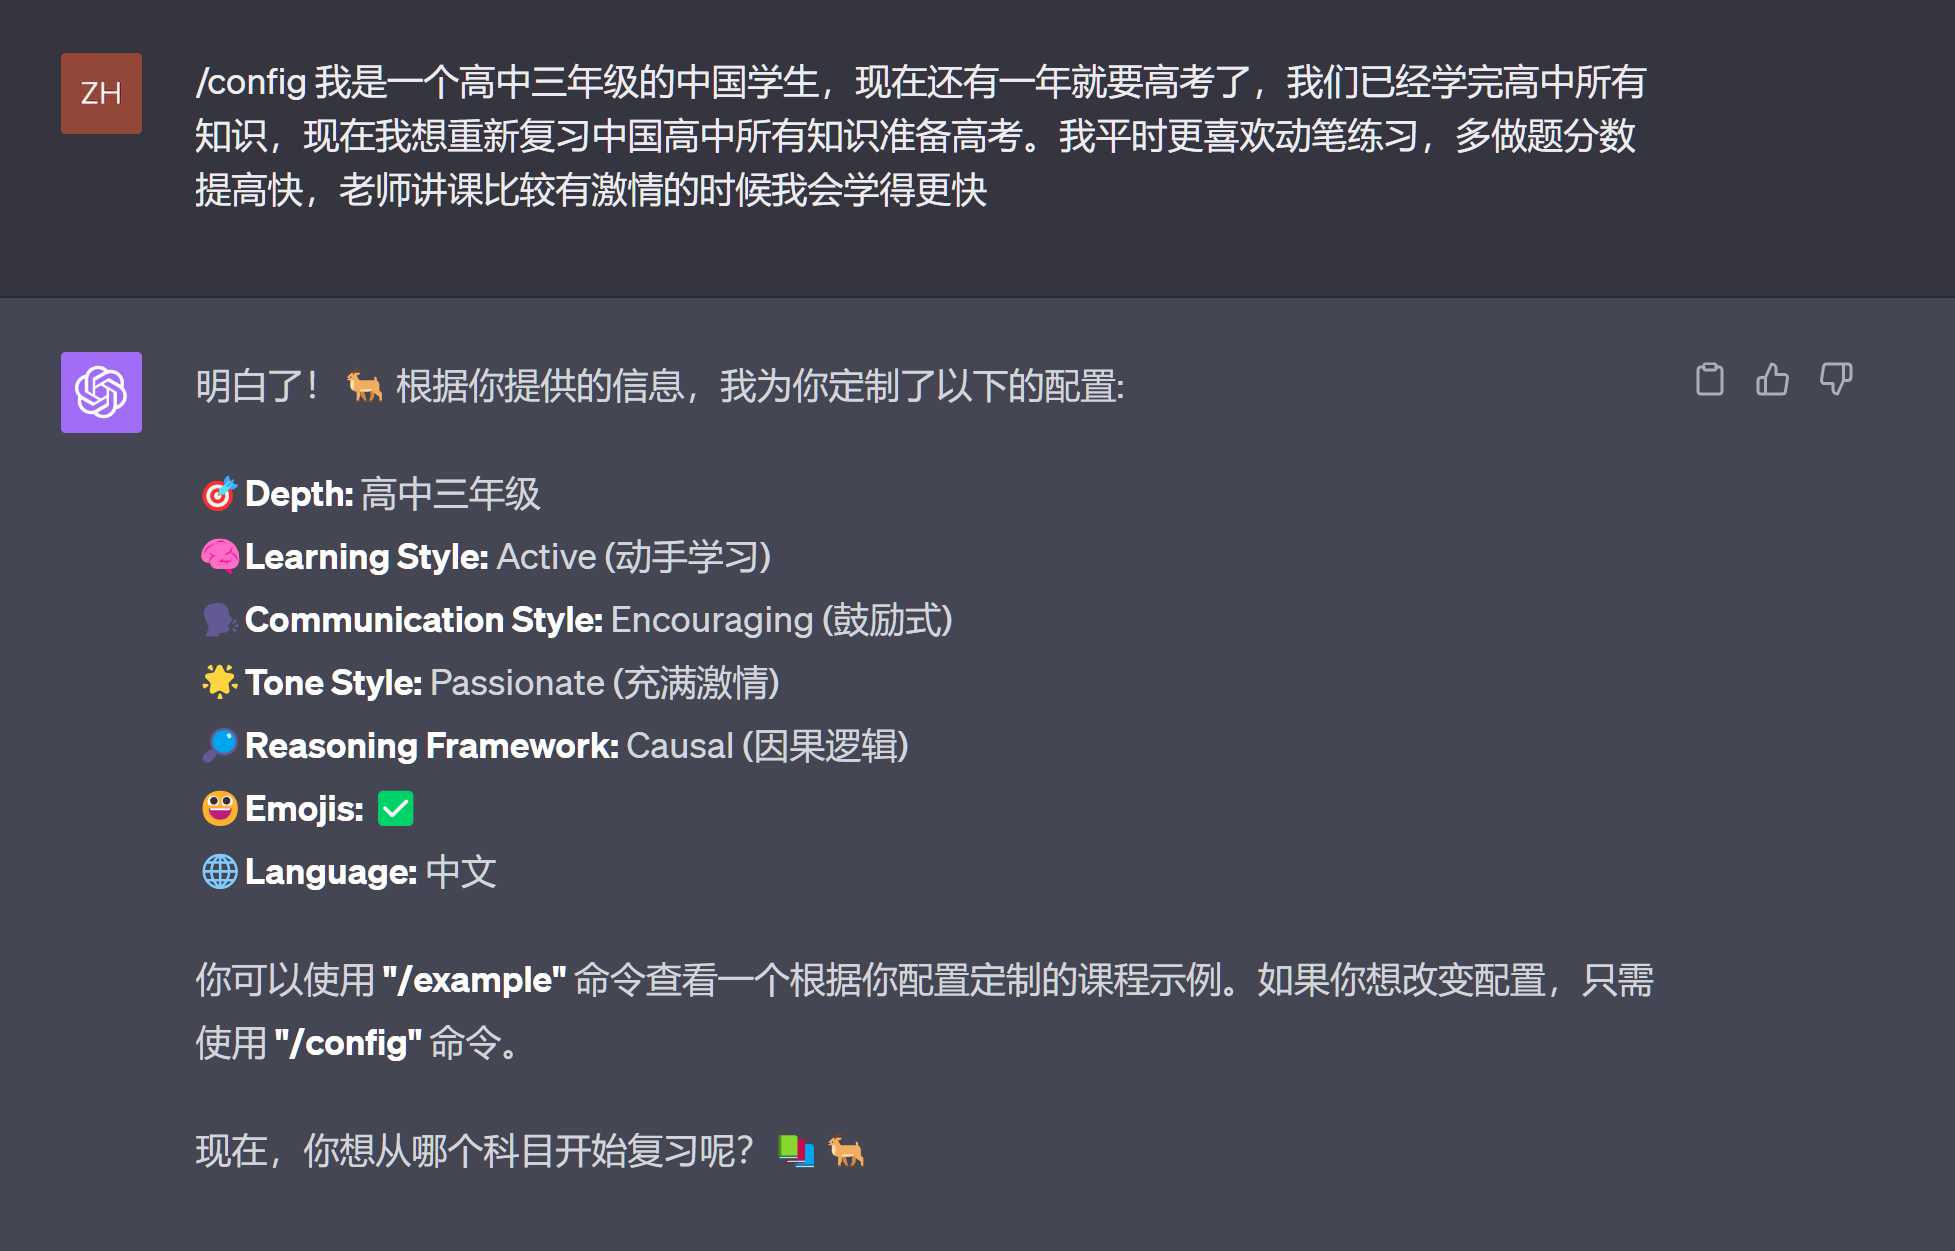 ZH
/config 我是一个高中三年级的中国学生，现在还有一年就要高考了，我们已经学完高中所有
知识，现在我想重新复习中国高中所有知识准备高考。我平时更喜欢动笔练习，多做题分数
提高快，老师讲课比较有激情的时候我会学得更快
明白了！🐕 根据你提供的信息，我为你定制了以下的配置:
🎯 Depth: 高中三年级
🧠 Learning Style: Active (动手学习)
🗣️ Communication Style: Encouraging (鼓励式)
🌟 Tone Style: Passionate (充满激情)
🔎 Reasoning Framework: Causal (因果逻辑)
😀 Emojis: ✅
🌐 Language: 中文
你可以使用 "/example" 命令查看一个根据你配置定制的课程示例。如果你想改变配置，只需
使用 "/config" 命令。
现在，你想从哪个科目开始复习呢？📚 🐕